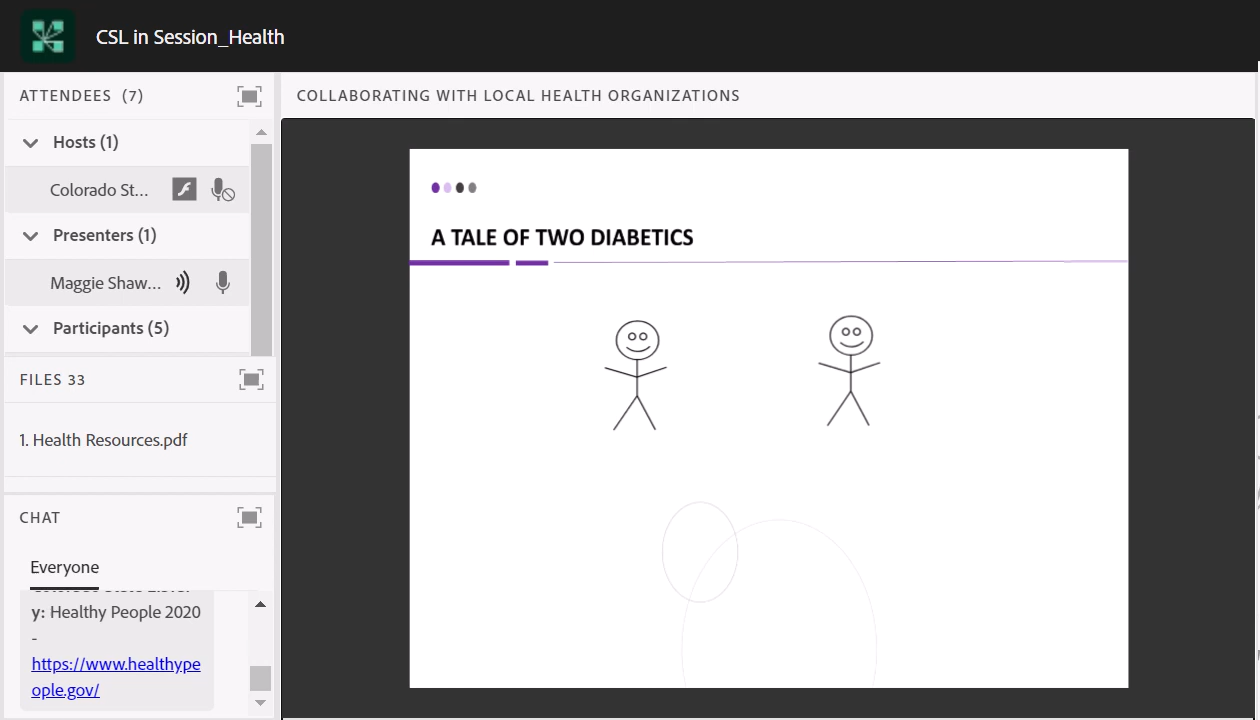 CSL in Session_Health
ATTENDEES (7)
Hosts (1)
Colorado St...
Presenters (1)
Maggie Shaw...
Participants (5)
FILES 33
1. Health Resources.pdf
CHAT
Everyone
y: Healthy People 2020
-
https://www.healthype
ople.gov/
COLLABORATING WITH LOCAL HEALTH ORGANIZATIONS
A TALE OF TWO DIABETICS